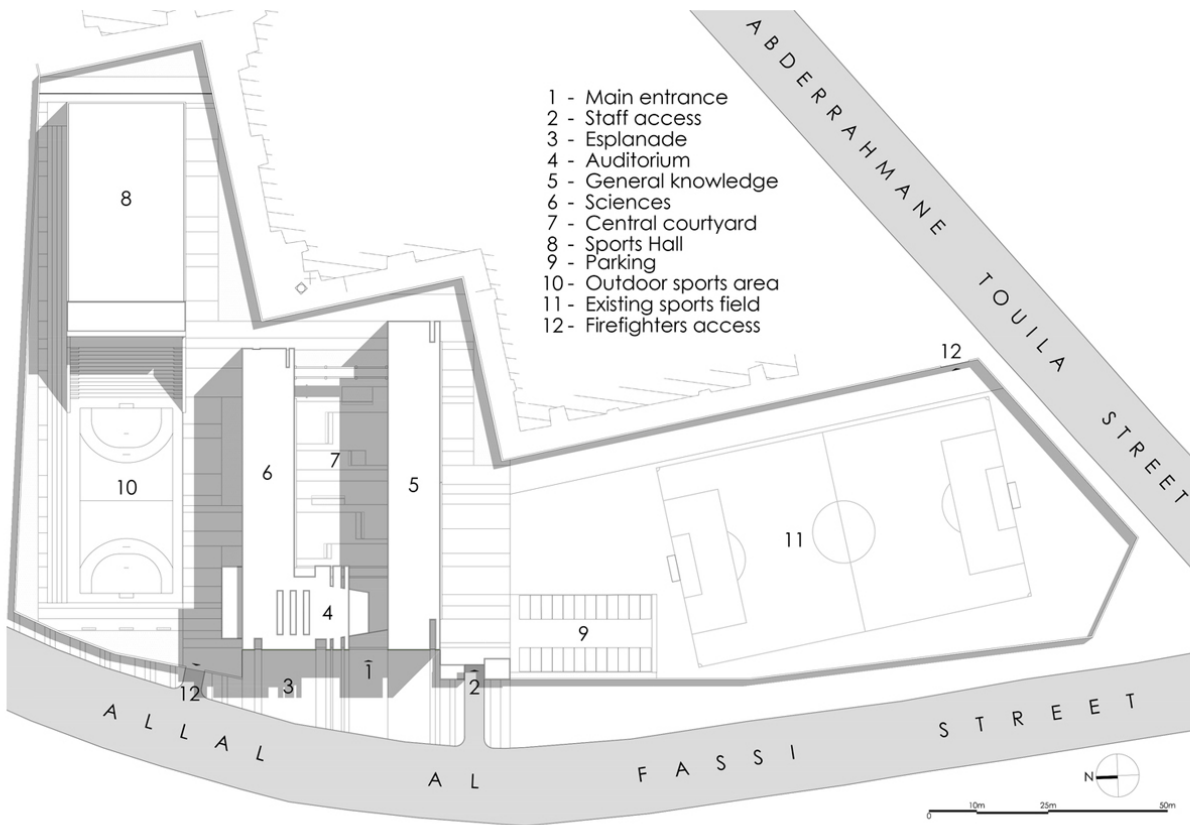 ABDERRAHMANE TOUILA STREET
1 - Main entrance
2 - Staff access
3 - Esplanade
4 - Auditorium
5 - General knowledge
6 - Sciences
7 - Central courtyard
8 - Sports Hall
9 - Parking
10 - Outdoor sports area
11 - Existing sports field
12 - Firefighters access
8
12
7
6
5
10
11
4
9
1
2
12
3
ALLAL AL FASSI STREET
N
0 10m 25m 50m